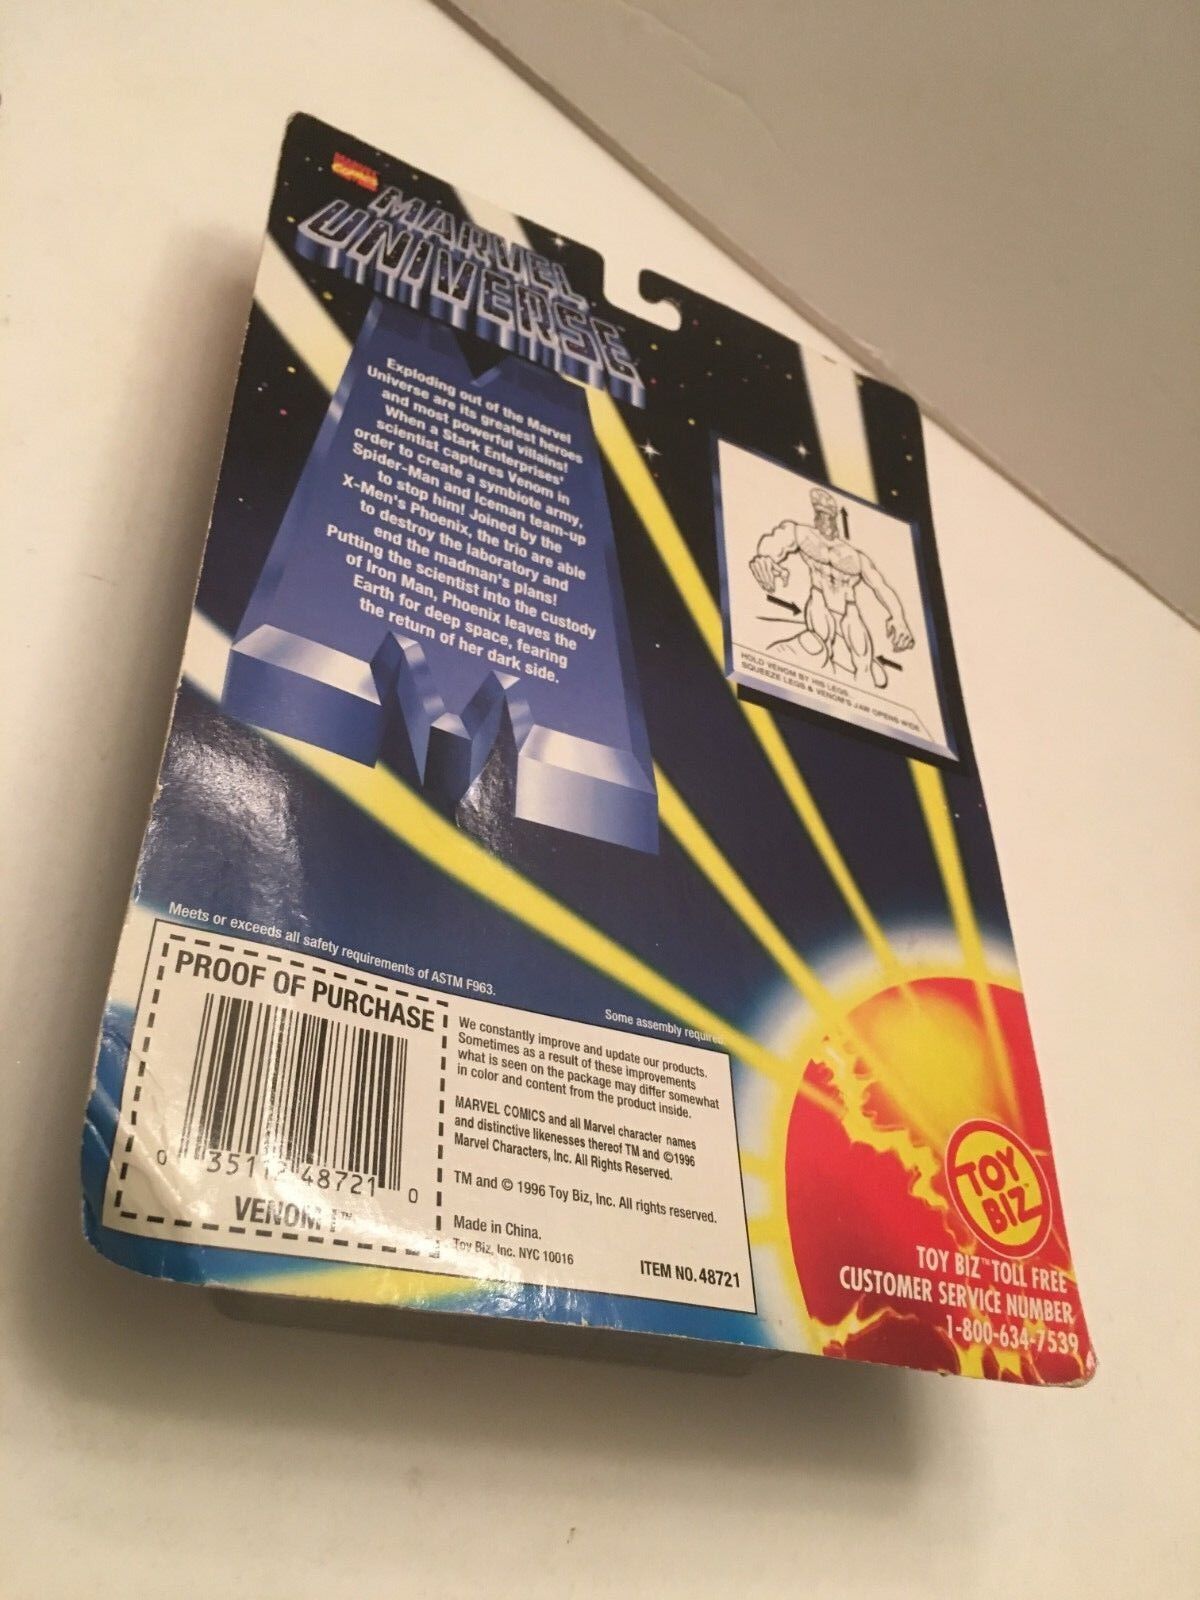 MARVEL
COMICS
MARVEL
UNIVERSE™
Exploding out of the Marvel
Universe are its greatest heroes
and most powerful villains!
When a Stark Enterprises'
scientist captures Venom in
order to create a symbiote army,
Spider-Man and Iceman team-up
to stop him! Joined by the
X-Men's Phoenix, the trio are able
to destroy the laboratory and
end the madman's plans!
Putting the scientist into the custody
of Iron Man, Phoenix leaves the
Earth for deep space, fearing
the return of her dark side.
HOLD VENOM BY HIS LEGS
SQUEEZE LEGS & VENOM'S JAW OPENS WIDE
Meets or exceeds all safety requirements of ASTM F963.
Some assembly required.
PROOF OF PURCHASE
0 35112 48721 0
VENOM™
We constantly improve and update our products.
Sometimes as a result of these improvements
what is seen on the package may differ somewhat
in color and content from the product inside.
MARVEL COMICS and all Marvel character names
and distinctive likenesses thereof TM and ©1996
Marvel Characters, Inc. All Rights Reserved.
TM and © 1996 Toy Biz, Inc. All rights reserved.
Made in China.
Toy Biz, Inc. NYC 10016
ITEM NO. 48721
TOY
BIZ™
TOY BIZ™ TOLL FREE
CUSTOMER SERVICE NUMBER
1-800-634-7539